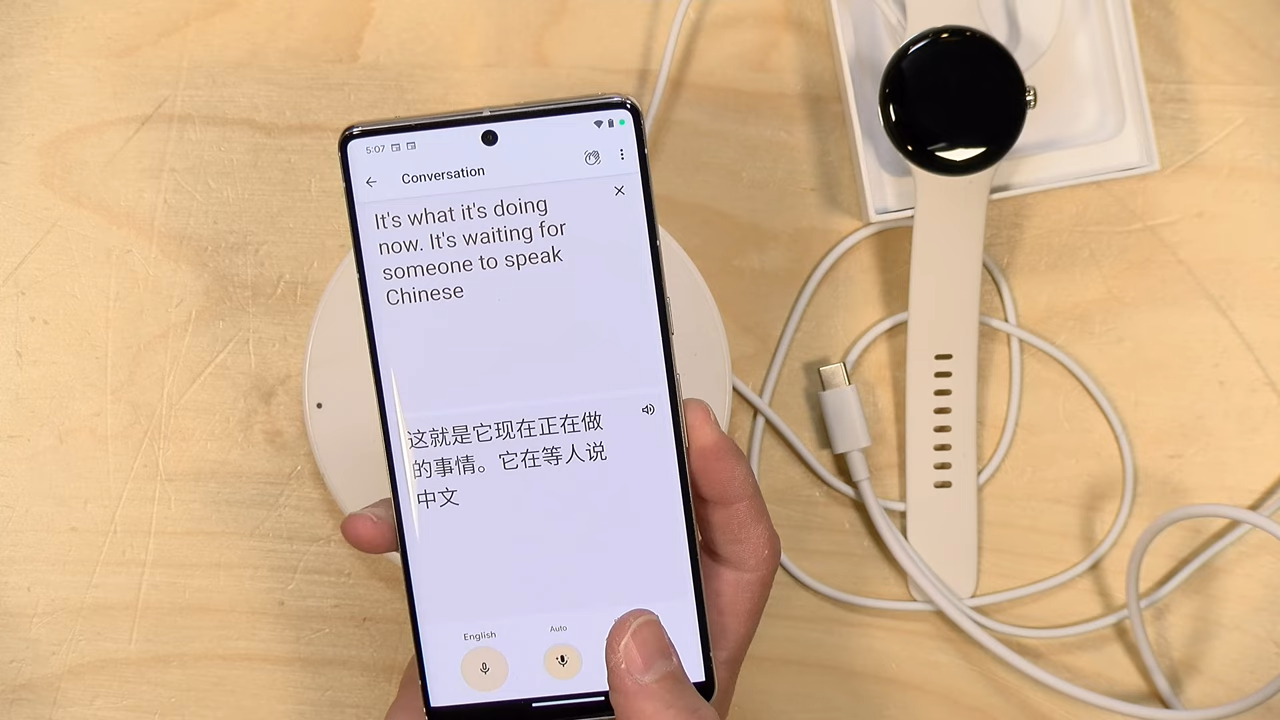 5:07
Conversation
It's what it's doing
now. It's waiting for
someone to speak
Chinese
这就是它现在正在做
的事情。它在等人说
中文
English
Auto